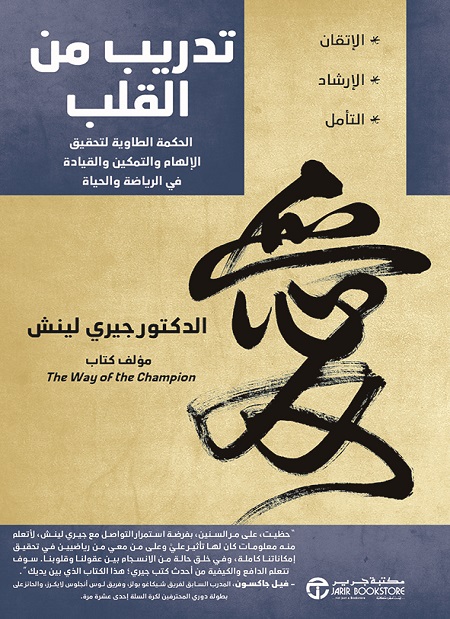 تدريب من
القلب
الحكمة الطاوية لتحقيق
الإلهام والتمكين والقيادة
في الرياضة والحياة
* الإتقان
* الإرشاد
* التأمل
愛
الدكتور جيري لينش
مؤلف كتاب
The Way of the Champion
"حظيت، على مر السنين، بفرصة استمرار التواصل مع جيري لينش، لأتعلم
منه معلومات كان لها تأثير علي وعلى من معي من رياضيين في تحقيق
إمكاناتنا كاملة، وفي خلق حالة من الانسجام بين عقولنا وقلوبنا. سوف
تتعلم الدافع والكيفية من أحدث كتب جيري؛ هذا الكتاب الذي بين يديك".
- فيل جاكسون، المدرب السابق لفريق شيكاغو بولز، وفريق لوس أنجلوس لايكرز، والحائز على
بطولة دوري المحترفين لكرة السلة إحدى عشرة مرة.
مكتبة جرير
JARIR BOOKSTORE